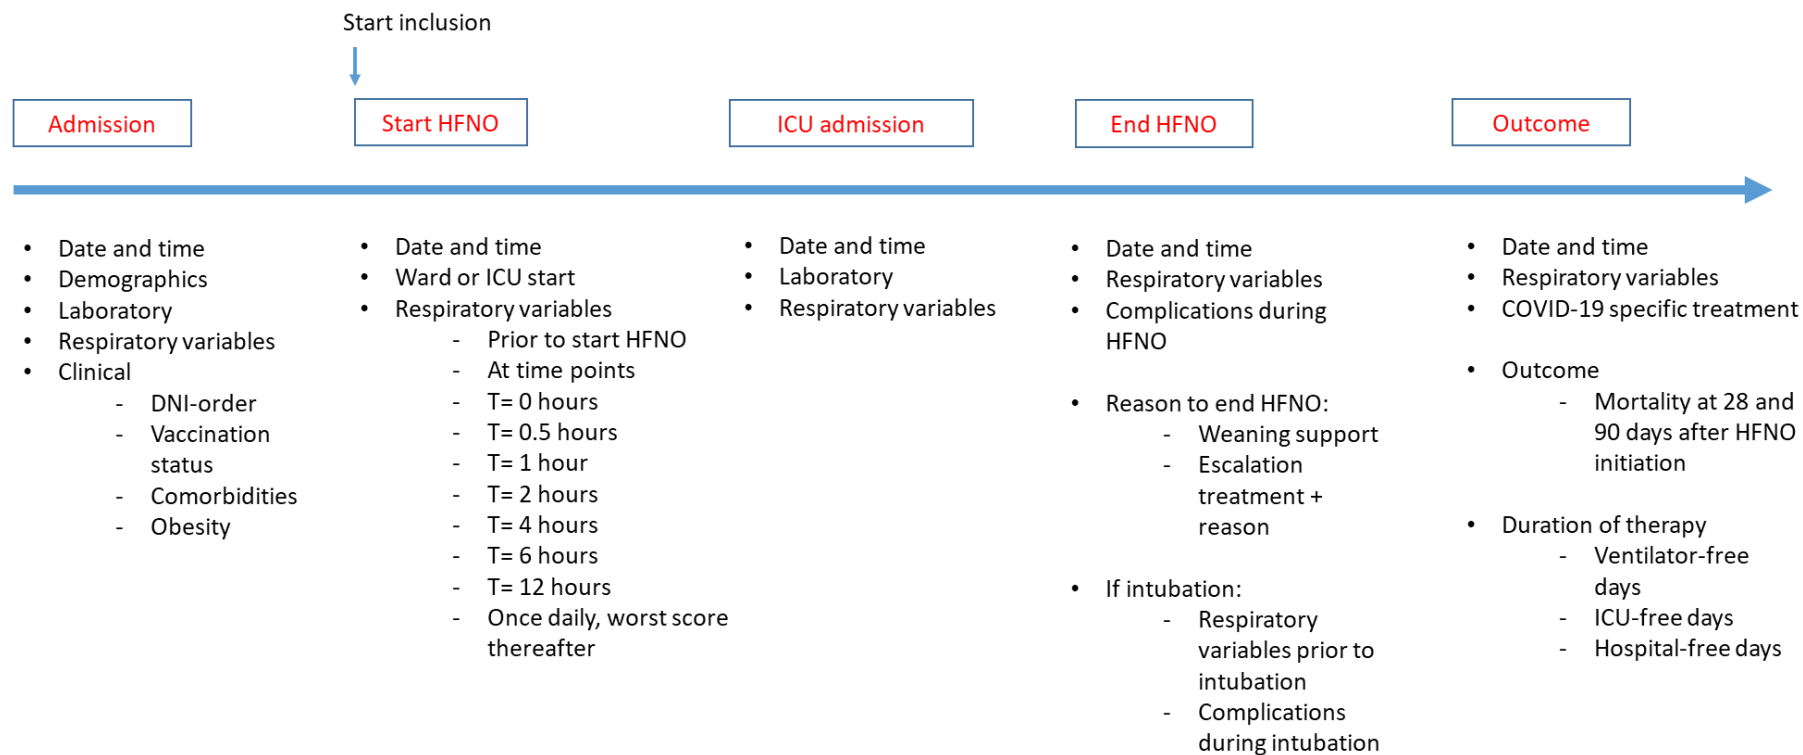 Start inclusion
Admission
Start HFNO
ICU admission
End HFNO
Outcome
• Date and time
• Demographics
• Laboratory
• Respiratory variables
• Clinical
- DNI-order
- Vaccination
status
- Comorbidities
- Obesity
• Date and time
• Ward or ICU start
• Respiratory variables
- Prior to start HFNO
- At time points
- T= 0 hours
- T= 0.5 hours
- T= 1 hour
- T= 2 hours
- T= 4 hours
- T= 6 hours
- T= 12 hours
- Once daily, worst score
thereafter
• Date and time
• Laboratory
• Respiratory variables
• Date and time
• Respiratory variables
• Complications during
HFNO
• Reason to end HFNO:
- Weaning support
- Escalation
treatment +
reason
• If intubation:
- Respiratory
variables prior to
intubation
- Complications
during intubation
• Date and time
• Respiratory variables
• COVID-19 specific treatment
• Outcome
- Mortality at 28 and
90 days after HFNO
initiation
• Duration of therapy
- Ventilator-free
days
- ICU-free days
- Hospital-free days